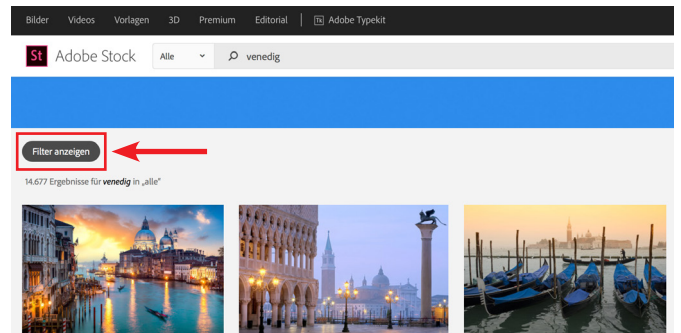 Bilder Videos Vorlagen 3D Premium Editorial Tk Adobe Typekit
St Adobe Stock Alle venedig
Filter anzeigen
14.677 Ergebnisse für venedig in „alle“